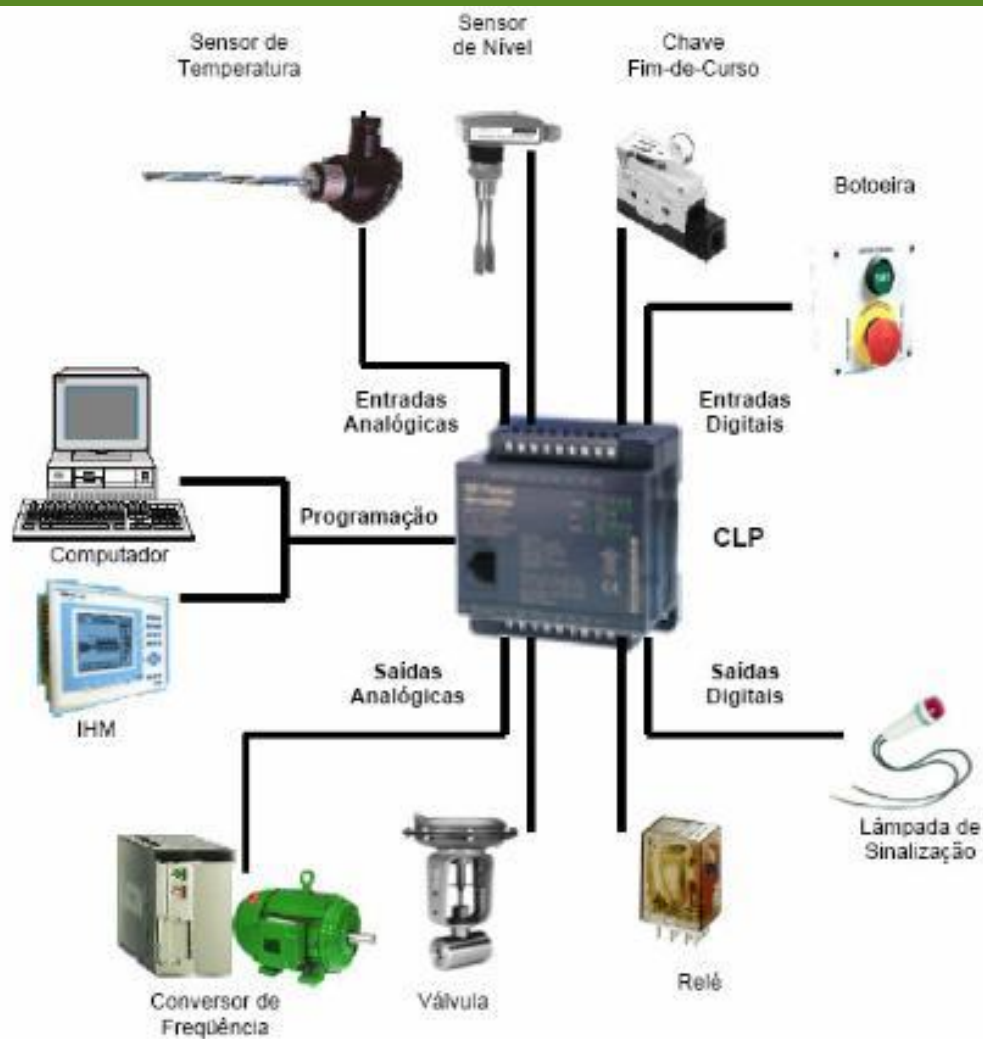 Sensor de
Temperatura
Sensor
de Nível
Chave
Fim-de-Curso
Botoeira
Entradas
Analógicas
Entradas
Digitais
Computador
Programação
CLP
IHM
Saídas
Analógicas
Saídas
Digitais
Lâmpada de
Sinalização
Conversor de
Freqüência
Válvula
Relé